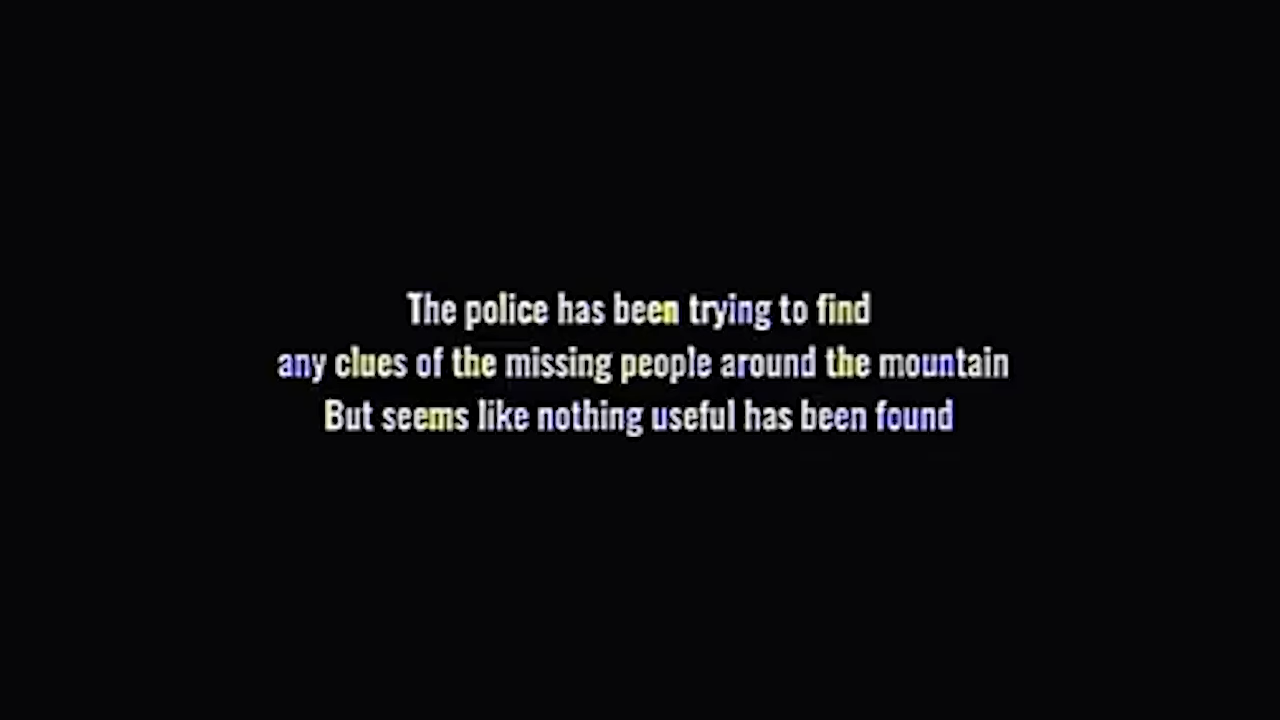 The police has been trying to find
any clues of the missing people around the mountain
But seems like nothing useful has been found